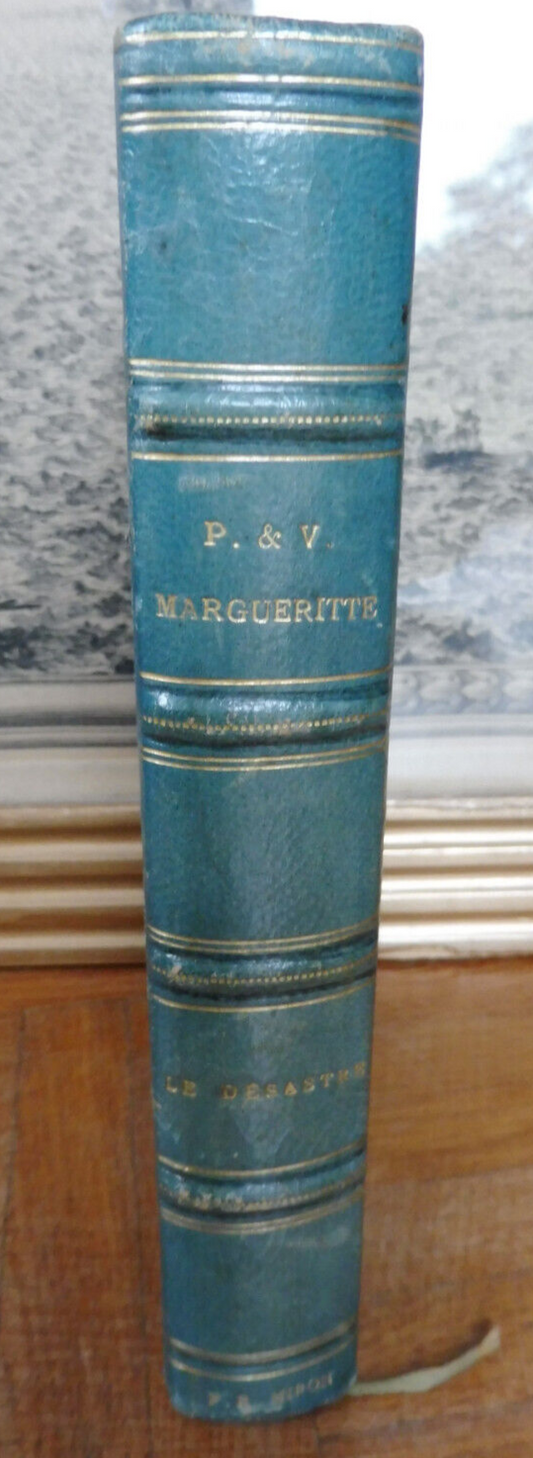 P. & V.
MARGUERITTE
LE DÉSASTRE